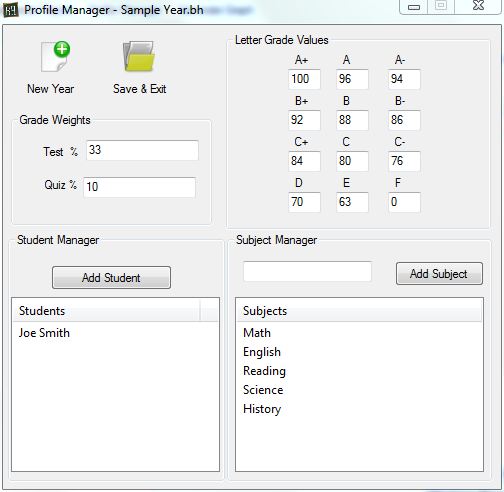 Profile Manager - Sample Year.bh
New Year
Save & Exit
Grade Weights
Test %
33
Quiz %
10
Letter Grade Values
A+ A A-
100 96 94
B+ B B-
92 88 86
C+ C C-
84 80 76
D E F
70 63 0
Student Manager
Add Student
Students
Joe Smith
Subject Manager
Add Subject
Subjects
Math
English
Reading
Science
History